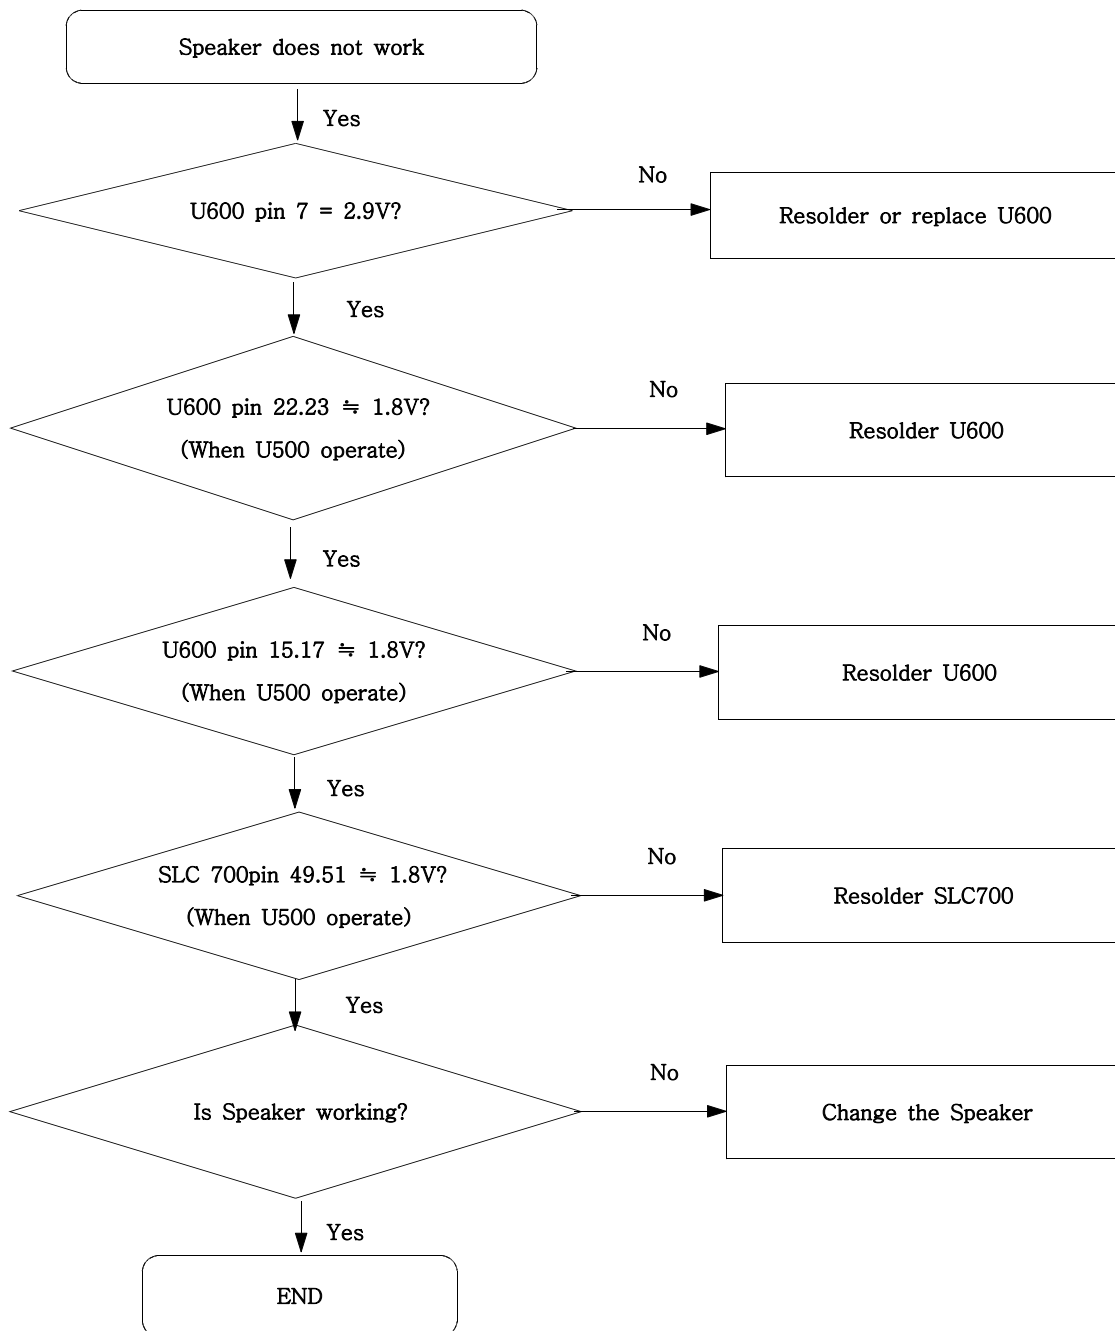 Speaker does not work
Yes
U600 pin 7 = 2.9V?
No
Resolder or replace U600
Yes
U600 pin 22.23 ≒ 1.8V?
(When U500 operate)
No
Resolder U600
Yes
U600 pin 15.17 ≒ 1.8V?
(When U500 operate)
No
Resolder U600
Yes
SLC 700pin 49.51 ≒ 1.8V?
(When U500 operate)
No
Resolder SLC700
Yes
Is Speaker working?
No
Change the Speaker
Yes
END